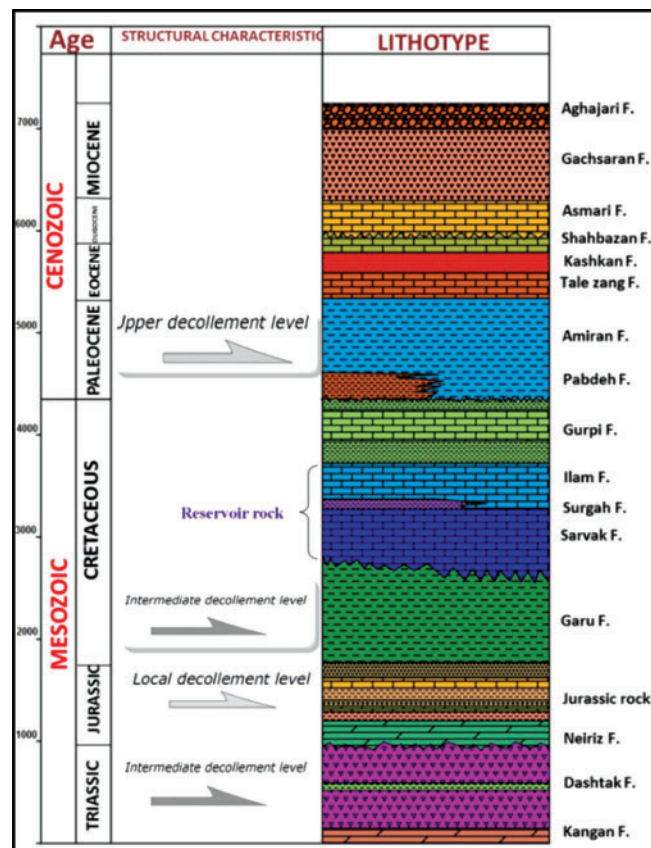 Age
STRUCTURAL CHARACTERISTIC
LITHOTYPE
7000
6000
5000
4000
3000
2000
1000
CENOZOIC
MESOZOIC
MIOCENE
OLIGOCENE
EOCENE
PALEOCENE
CRETACEOUS
JURASSIC
TRIASSIC
Jpper decollement level
Reservoir rock
Intermediate decollement level
Local decollement level
Intermediate decollement level
Aghajari F.
Gachsaran F.
Asmari F.
Shahbazan F.
Kashkan F.
Tale zang F.
Amiran F.
Pabdeh F.
Gurpi F.
Ilam F.
Surgah F.
Sarvak F.
Garu F.
Jurassic rock
Neiriz F.
Dashtak F.
Kangan F.